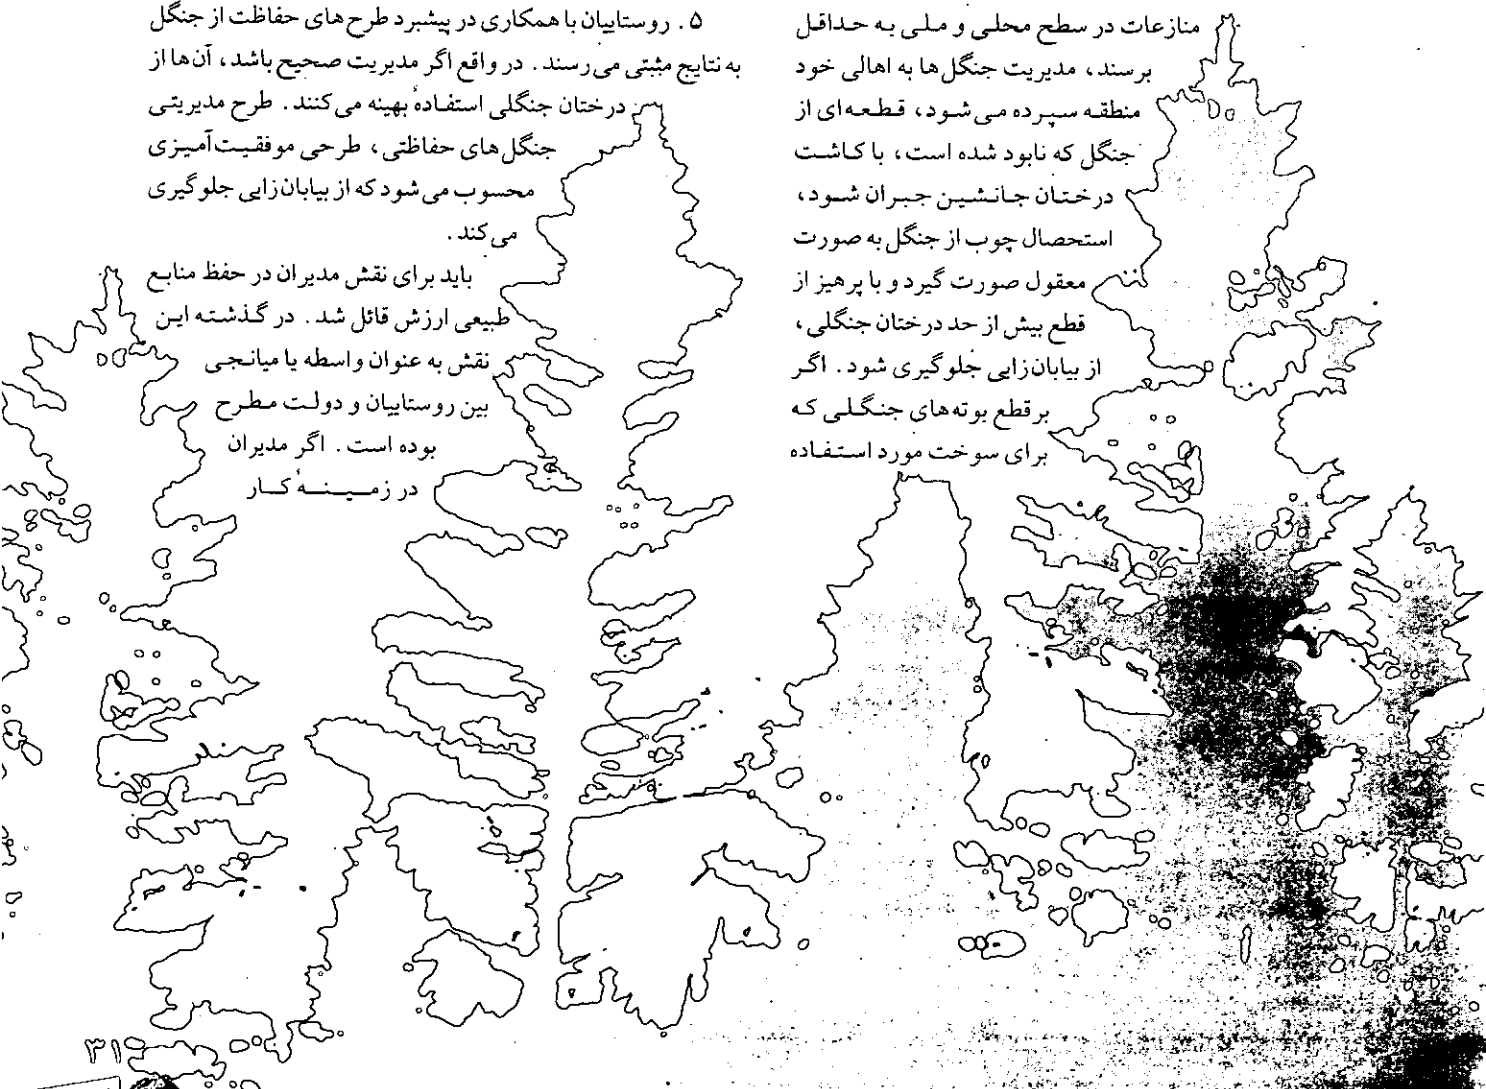 منازعات در سطح محلی و ملی به حداقل
برسند، مدیریت جنگل‌ها به اهالی خود
منطقه سپرده می‌شود، قطعه‌ای از
جنگل که نابود شده است، با کاشت
درختان جانشین جبران شود،
استحصال چوب از جنگل به صورت
معقول صورت گیرد و با پرهیز از
قطع بیش از حد درختان جنگلی،
از بیابان‌زایی جلوگیری شود. اگر
بر قطع بوته‌های جنگلی که
برای سوخت مورد استفاده
۵. روستاییان با همکاری در پیشبرد طرح‌های حفاظت از جنگل
به نتایج مثبتی می‌رسند. در واقع اگر مدیریت صحیح باشد، آن‌ها از
درختان جنگلی استفادهٔ بهینه می‌کنند. طرح مدیریتی
جنگل‌های حفاظتی، طرحی موفقیت‌آمیزی
محسوب می‌شود که از بیابان‌زایی جلوگیری
می‌کند.
باید برای نقش مدیران در حفظ منابع
طبیعی ارزش قائل شد. در گذشته این
نقش به عنوان واسطه یا میانجی
بین روستاییان و دولت مطرح
بوده است. اگر مدیران
در زمینهٔ کار
۳۱